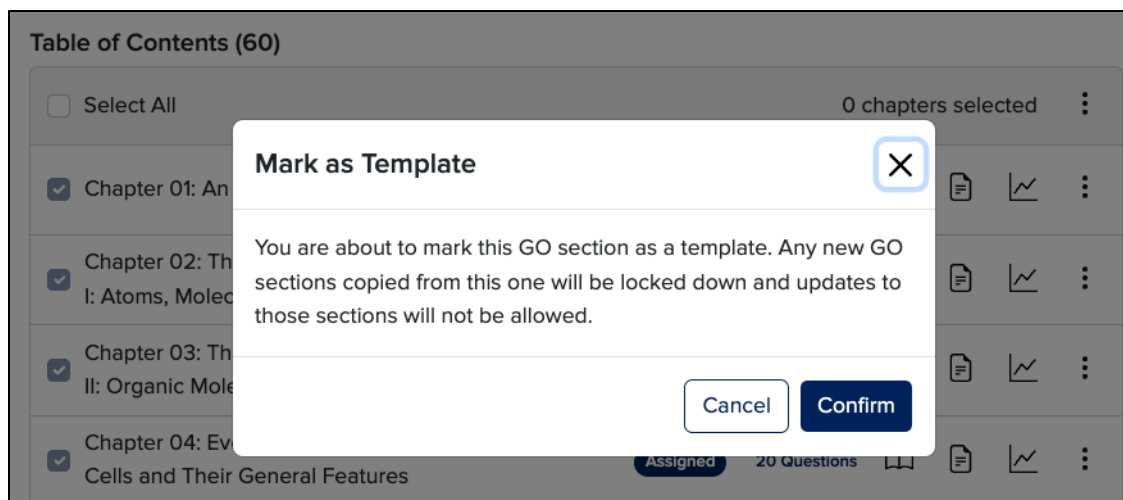 Table of Contents (60)
Select All
0 chapters selected
Mark as Template
Chapter 01: An
You are about to mark this GO section as a template. Any new GO
sections copied from this one will be locked down and updates to
those sections will not be allowed.
Chapter 02: Th
I: Atoms, Molec
Chapter 03: Th
II: Organic Mole
Cancel
Confirm
Chapter 04: Ev
Cells and Their General Features
Assigned
20 Questions